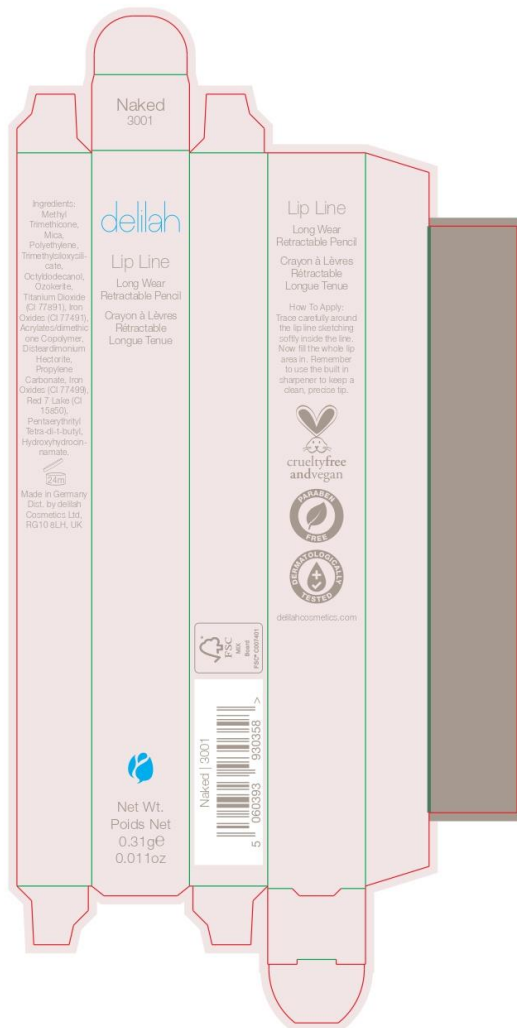 Naked
3001
Ingredients:
Methyl
Trimethicone,
Mica,
Polyethylene,
Trimethylsiloxysili-
cate,
Octyldodecanol,
Ozokerite,
Titanium Dioxide
(CI 77891), Iron
Oxides (CI 77491),
Acrylates/dimethic
one Copolymer,
Disteardimonium
Hectorite,
Propylene
Carbonate, Iron
Oxides (CI 77499),
Red 7 Lake (CI
15850),
Pentaerythrityl
Tetra-di-t-butyl,
Hydroxyhydrocin-
namate.
24m
Made in Germany
Dist. by delilah
Cosmetics Ltd,
RG10 8LH, UK
delilah
Lip Line
Long Wear
Retractable Pencil
Crayon à Lèvres
Rétractable
Longue Tenue
Net Wt.
Poids Net
0.31g℮
0.011oz
FSC
MIX
Board
FSC® C007401
Naked | 3001
5 060393 930358 >
Lip Line
Long Wear
Retractable Pencil
Crayon à Lèvres
Rétractable
Longue Tenue
How To Apply:
Trace carefully around
the lip line sketching
softly inside the line.
Now fill the whole lip
area in. Remember
to use the built in
sharpener to keep a
clean, precise tip.
crueltyfree
andvegan
PARABEN
FREE
DERMATOLOGICALLY
TESTED
delilahcosmetics.com